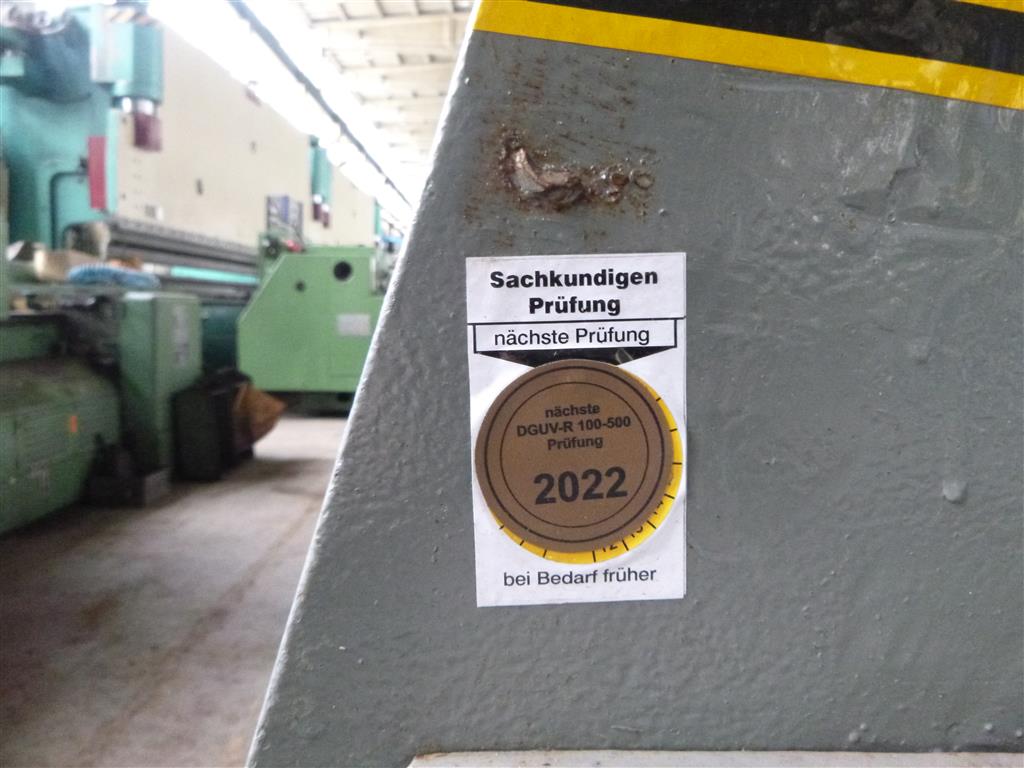 Sachkundigen
Prüfung
nächste Prüfung
nächste
DGUV-R 100-500
Prüfung
2022
bei Bedarf früher